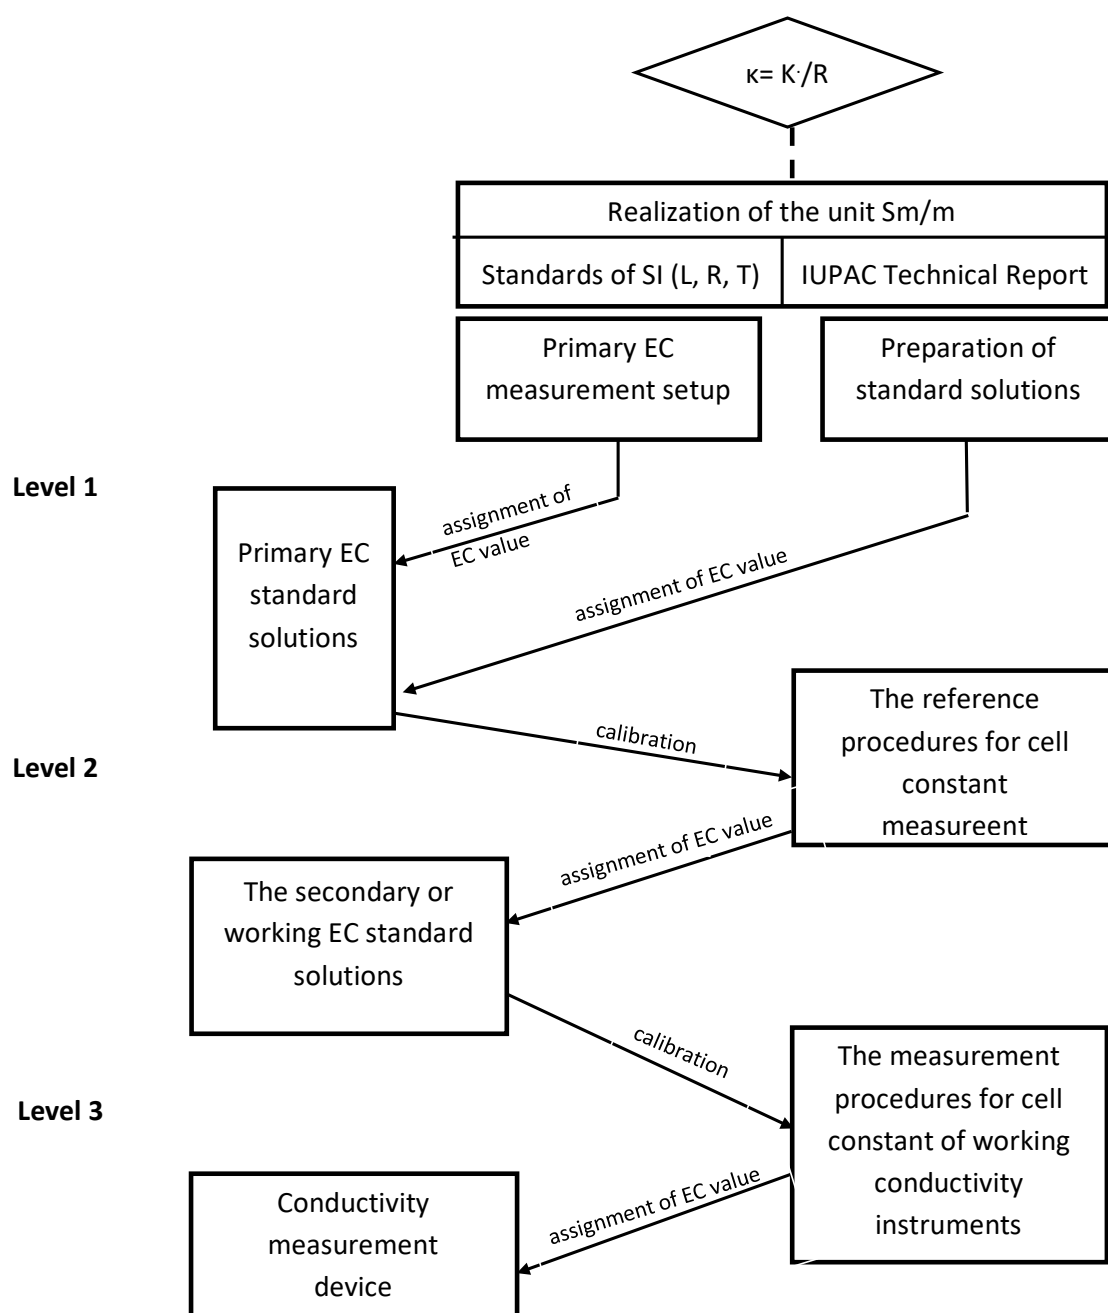 κ= K·/R
Realization of the unit Sm/m
Standards of SI (L, R, T)
IUPAC Technical Report
Primary EC
measurement setup
Preparation of
standard solutions
Level 1
assignment of
EC value
assignment of EC value
Primary EC
standard
solutions
The reference
procedures for cell
constant
measureent
calibration
Level 2
assignment of EC value
The secondary or
working EC standard
solutions
calibration
The measurement
procedures for cell
constant of working
conductivity
instruments
Level 3
assignment of EC value
Conductivity
measurement
device